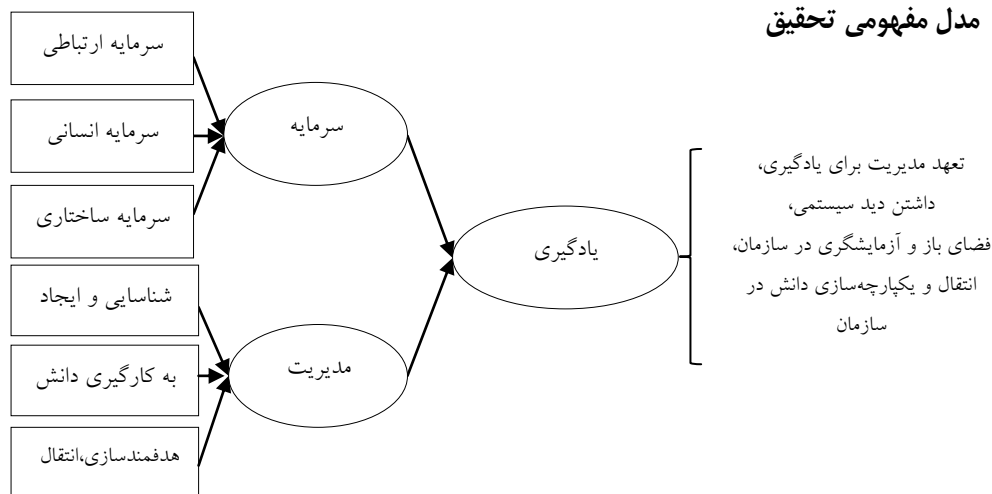 مدل مفهومی تحقیق
سرمایه ارتباطی
سرمایه انسانی
سرمایه ساختاری
شناسایی و ایجاد
به کارگیری دانش
هدفمندسازی،انتقال
سرمایه
مدیریت
یادگیری
تعهد مدیریت برای یادگیری،
داشتن دید سیستمی،
فضای باز و آزمایشگری در سازمان،
انتقال و یکپارچه‌سازی دانش در
سازمان